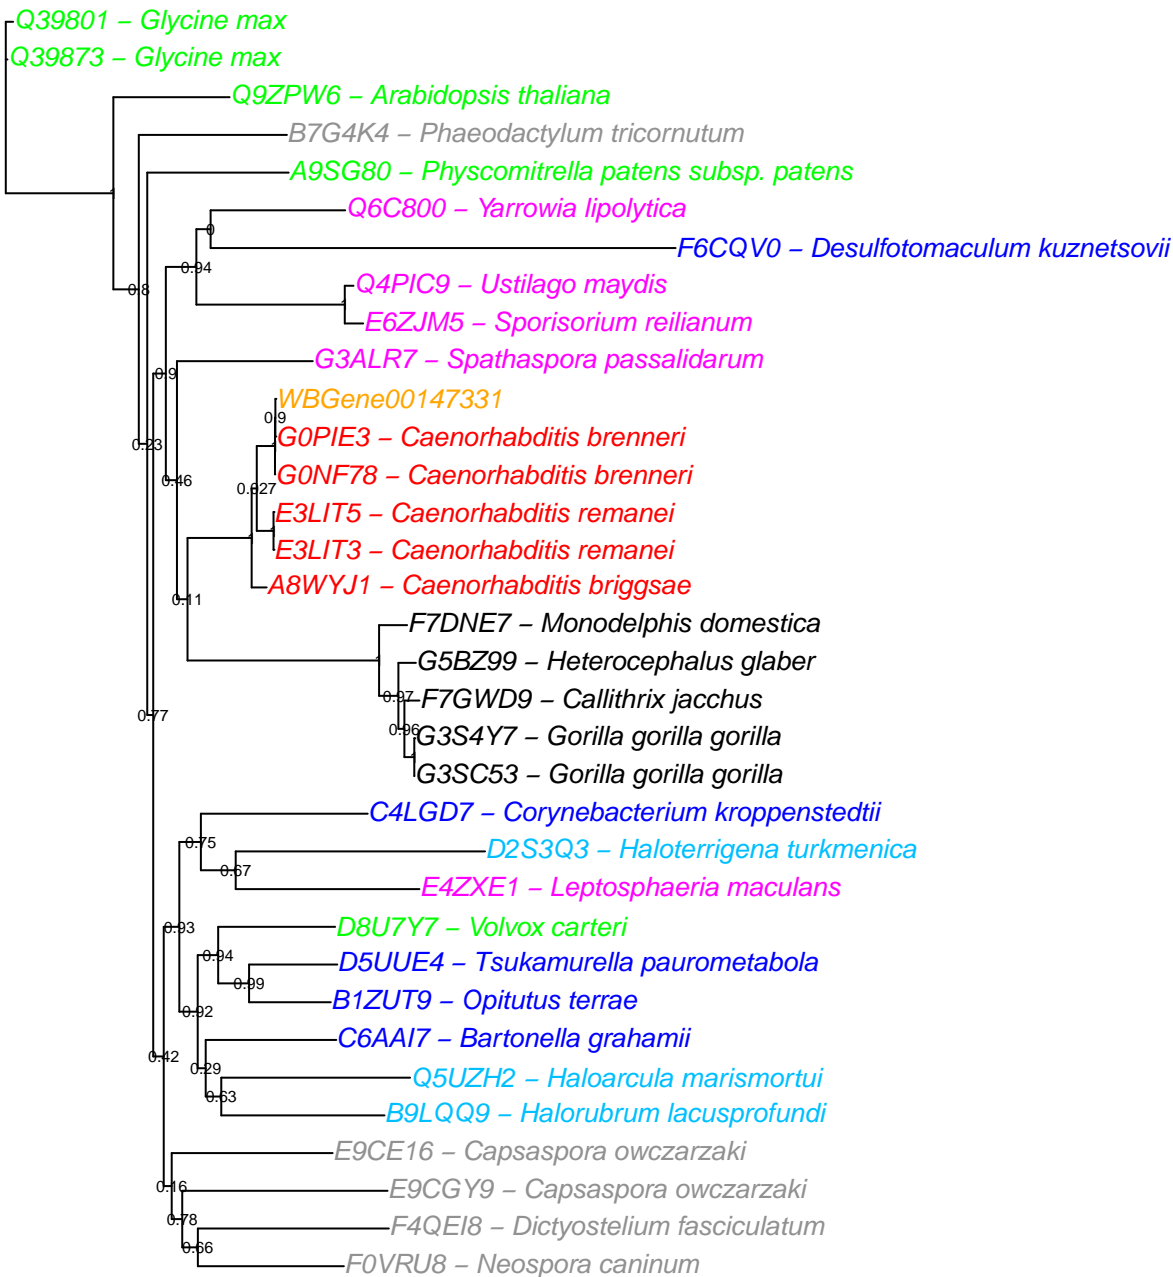 Q39801 – Glycine max
Q39873 – Glycine max
Q9ZPW6 – Arabidopsis thaliana
B7G4K4 – Phaeodactylum tricornutum
A9SG80 – Physcomitrella patens subsp. patens
1
Q6C800 – Yarrowia lipolytica
0
F6CQV0 – Desulfotomaculum kuznetsovii
0.94
Q4PIC9 – Ustilago maydis
0.8
1
E6ZJM5 – Sporisorium reilianum
G3ALR7 – Spathaspora passalidarum
0.9
WBGene00147331
0.9
G0PIE3 – Caenorhabditis brenneri
0.23
G0NF78 – Caenorhabditis brenneri
0.46
0.827
E3LIT5 – Caenorhabditis remanei
1
1
E3LIT3 – Caenorhabditis remanei
A8WYJ1 – Caenorhabditis briggsae
0.11
F7DNE7 – Monodelphis domestica
1
G5BZ99 – Heterocephalus glaber
0.97
F7GWD9 – Callithrix jacchus
0.77
0.96
G3S4Y7 – Gorilla gorilla gorilla
1
G3SC53 – Gorilla gorilla gorilla
C4LGD7 – Corynebacterium kroppenstedtii
0.75
D2S3Q3 – Haloterrigena turkmenica
0.67
E4ZXE1 – Leptosphaeria maculans
0.93
D8U7Y7 – Volvox carteri
0.94
D5UUE4 – Tsukamurella paurometabola
0.99
B1ZUT9 – Opitutus terrae
0.92
C6AAI7 – Bartonella grahamii
0.42
0.29
Q5UZH2 – Haloarcula marismortui
0.63
B9LQQ9 – Halorubrum lacusprofundi
E9CE16 – Capsaspora owczarzaki
0.16
E9CGY9 – Capsaspora owczarzaki
0.78
F4QEI8 – Dictyostelium fasciculatum
0.66
F0VRU8 – Neospora caninum